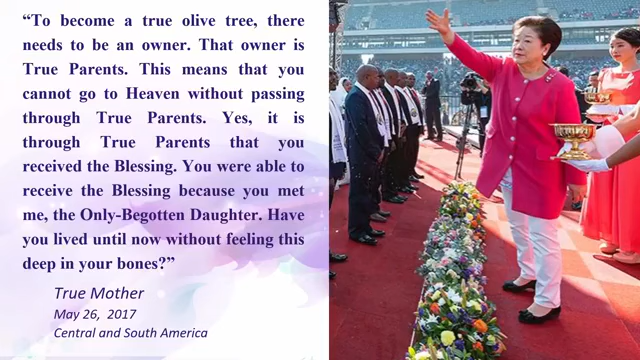 “To become a true olive tree, there
needs to be an owner. That owner is
True Parents. This means that you
cannot go to Heaven without passing
through True Parents. Yes, it is
through True Parents that you
received the Blessing. You were able to
receive the Blessing because you met
me, the Only-Begotten Daughter. Have
you lived until now without feeling this
deep in your bones?”
True Mother
May 26,  2017
Central and South America